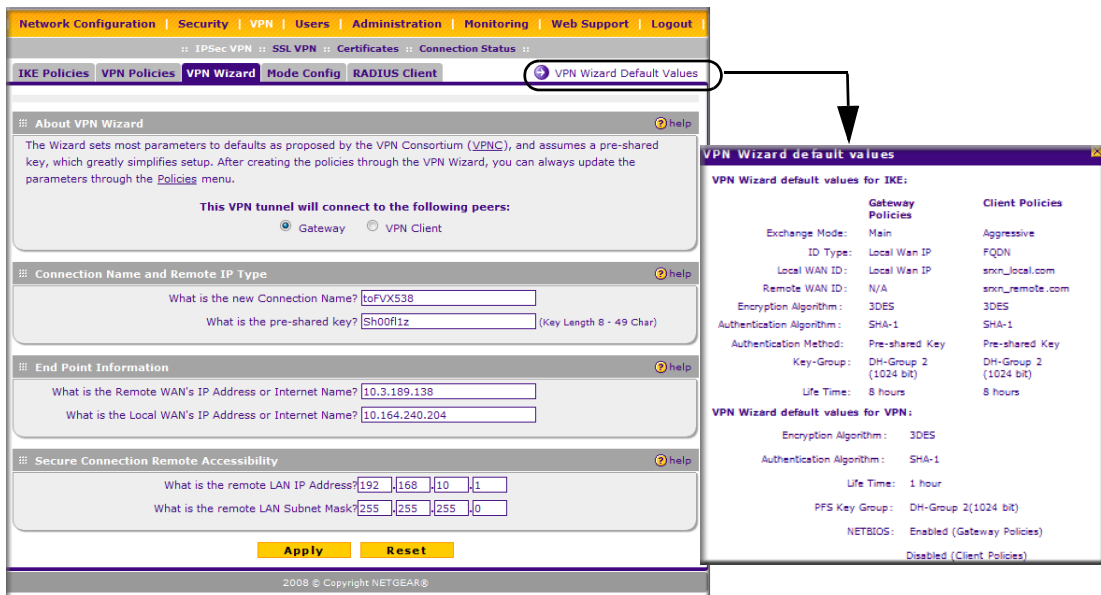 Network Configuration | Security | VPN | Users | Administration | Monitoring | Web Support | Logout |
:: IPSec VPN :: SSL VPN :: Certificates :: Connection Status ::
IKE Policies VPN Policies VPN Wizard Mode Config RADIUS Client VPN Wizard Default Values
About VPN Wizard ? help
The Wizard sets most parameters to defaults as proposed by the VPN Consortium (VPNC), and assumes a pre-shared
key, which greatly simplifies setup. After creating the policies through the VPN Wizard, you can always update the
parameters through the Policies menu.
This VPN tunnel will connect to the following peers:
Gateway VPN Client
Connection Name and Remote IP Type ? help
What is the new Connection Name? toFVX538
What is the pre-shared key? Sh00fl1z (Key Length 8 - 49 Char)
End Point Information ? help
What is the Remote WAN's IP Address or Internet Name? 10.3.189.138
What is the Local WAN's IP Address or Internet Name? 10.164.240.204
Secure Connection Remote Accessibility ? help
What is the remote LAN IP Address? 192 .168 .10 .1
What is the remote LAN Subnet Mask? 255 .255 .255 .0
Apply Reset
2008 © Copyright NETGEAR®
VPN Wizard default values
VPN Wizard default values for IKE:
Gateway Policies Client Policies
Exchange Mode: Main Aggressive
ID Type: Local Wan IP FQDN
Local WAN ID: Local Wan IP srxn_local.com
Remote WAN ID: N/A srxn_remote.com
Encryption Algorithm: 3DES 3DES
Authentication Algorithm: SHA-1 SHA-1
Authentication Method: Pre-shared Key Pre-shared Key
Key-Group: DH-Group 2 (1024 bit) DH-Group 2 (1024 bit)
Life Time: 8 hours 8 hours
VPN Wizard default values for VPN:
Encryption Algorithm: 3DES
Authentication Algorithm: SHA-1
Life Time: 1 hour
PFS Key Group: DH-Group 2(1024 bit)
NETBIOS: Enabled (Gateway Policies)
Disabled (Client Policies)